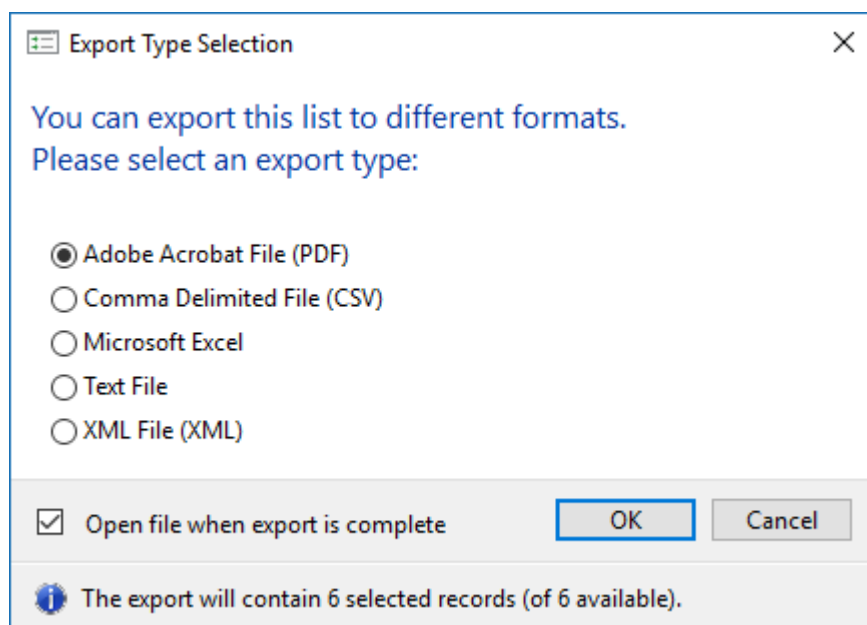 Export Type Selection
You can export this list to different formats.
Please select an export type:
Adobe Acrobat File (PDF)
Comma Delimited File (CSV)
Microsoft Excel
Text File
XML File (XML)
Open file when export is complete
OK
Cancel
The export will contain 6 selected records (of 6 available).